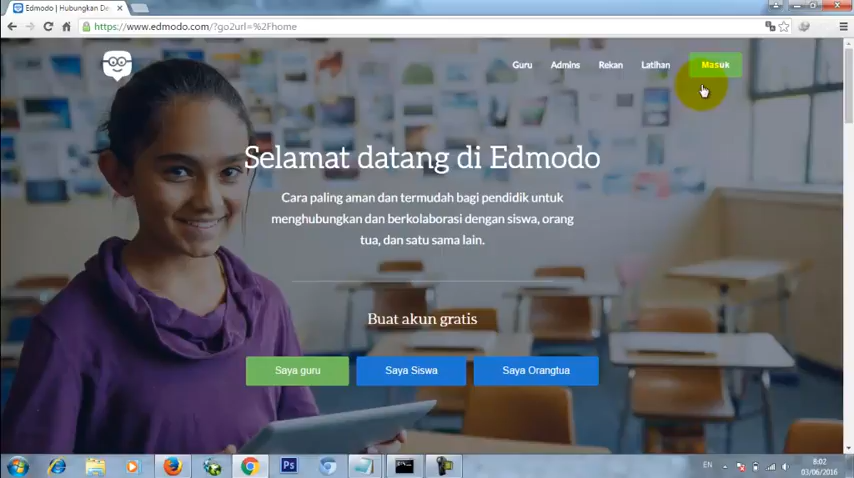 Edmodo | Hubungkan De
https://www.edmodo.com/?go2url=%2Fhome
Guru Admins Rekan Latihan Masuk
Selamat datang di Edmodo
Cara paling aman dan termudah bagi pendidik untuk
menghubungkan dan berkolaborasi dengan siswa, orang
tua, dan satu sama lain.
Buat akun gratis
Saya guru Saya Siswa Saya Orangtua
Ps
EN
8:02
03/06/2016